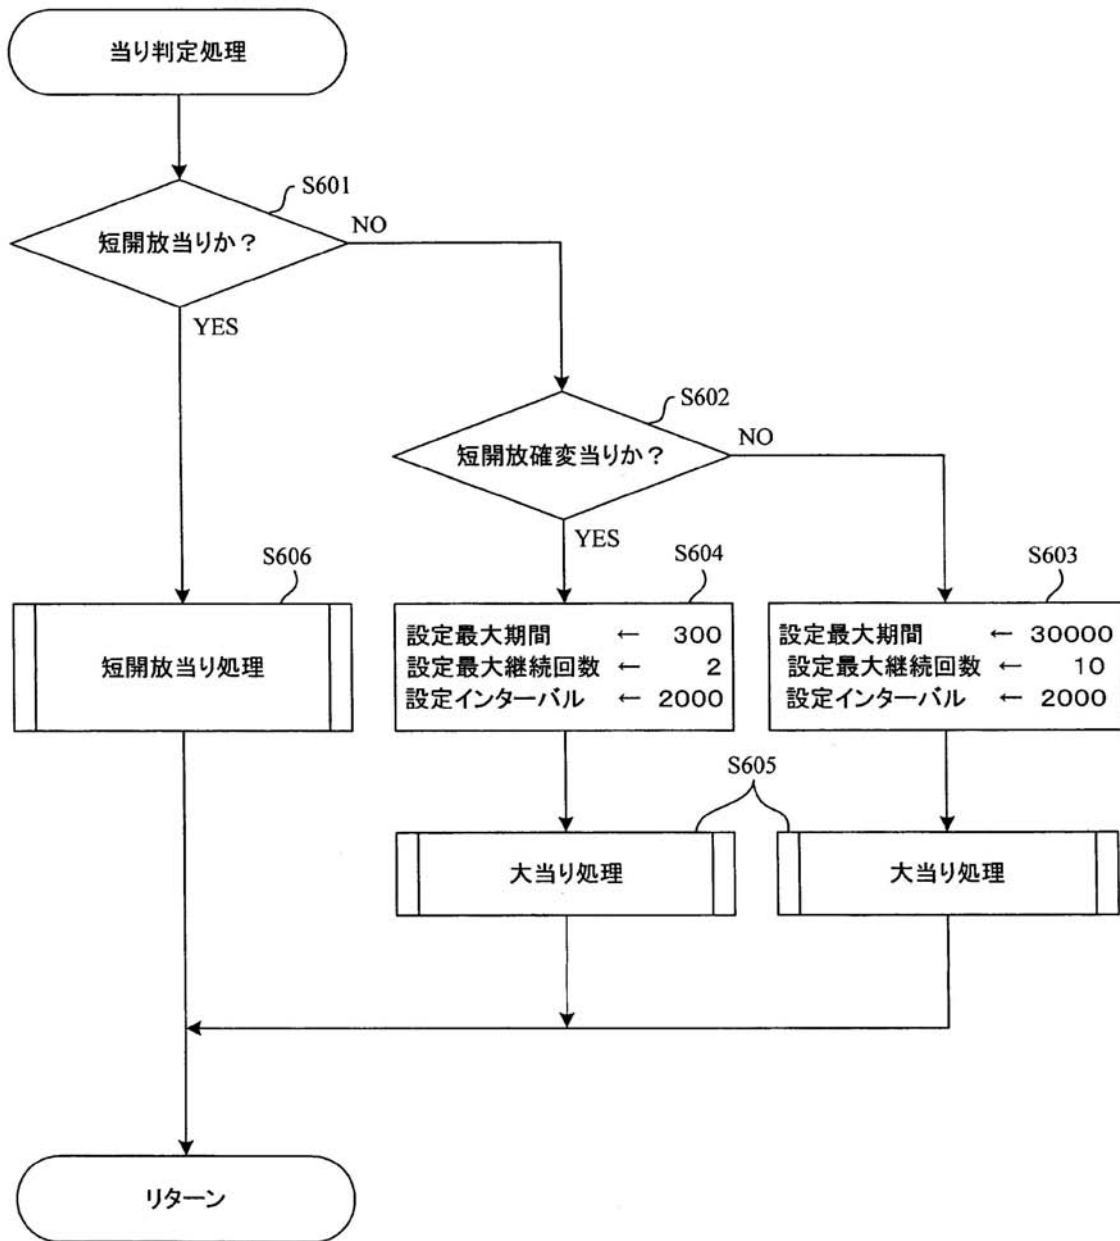 当り判定処理
S601
短開放当りか？
NO
YES
S602
短開放確変当りか？
NO
YES
S606
短開放当り処理
S604
設定最大期間 ← 300
設定最大継続回数 ← 2
設定インターバル ← 2000
S603
設定最大期間 ← 30000
設定最大継続回数 ← 10
設定インターバル ← 2000
S605
大当り処理
大当り処理
リターン